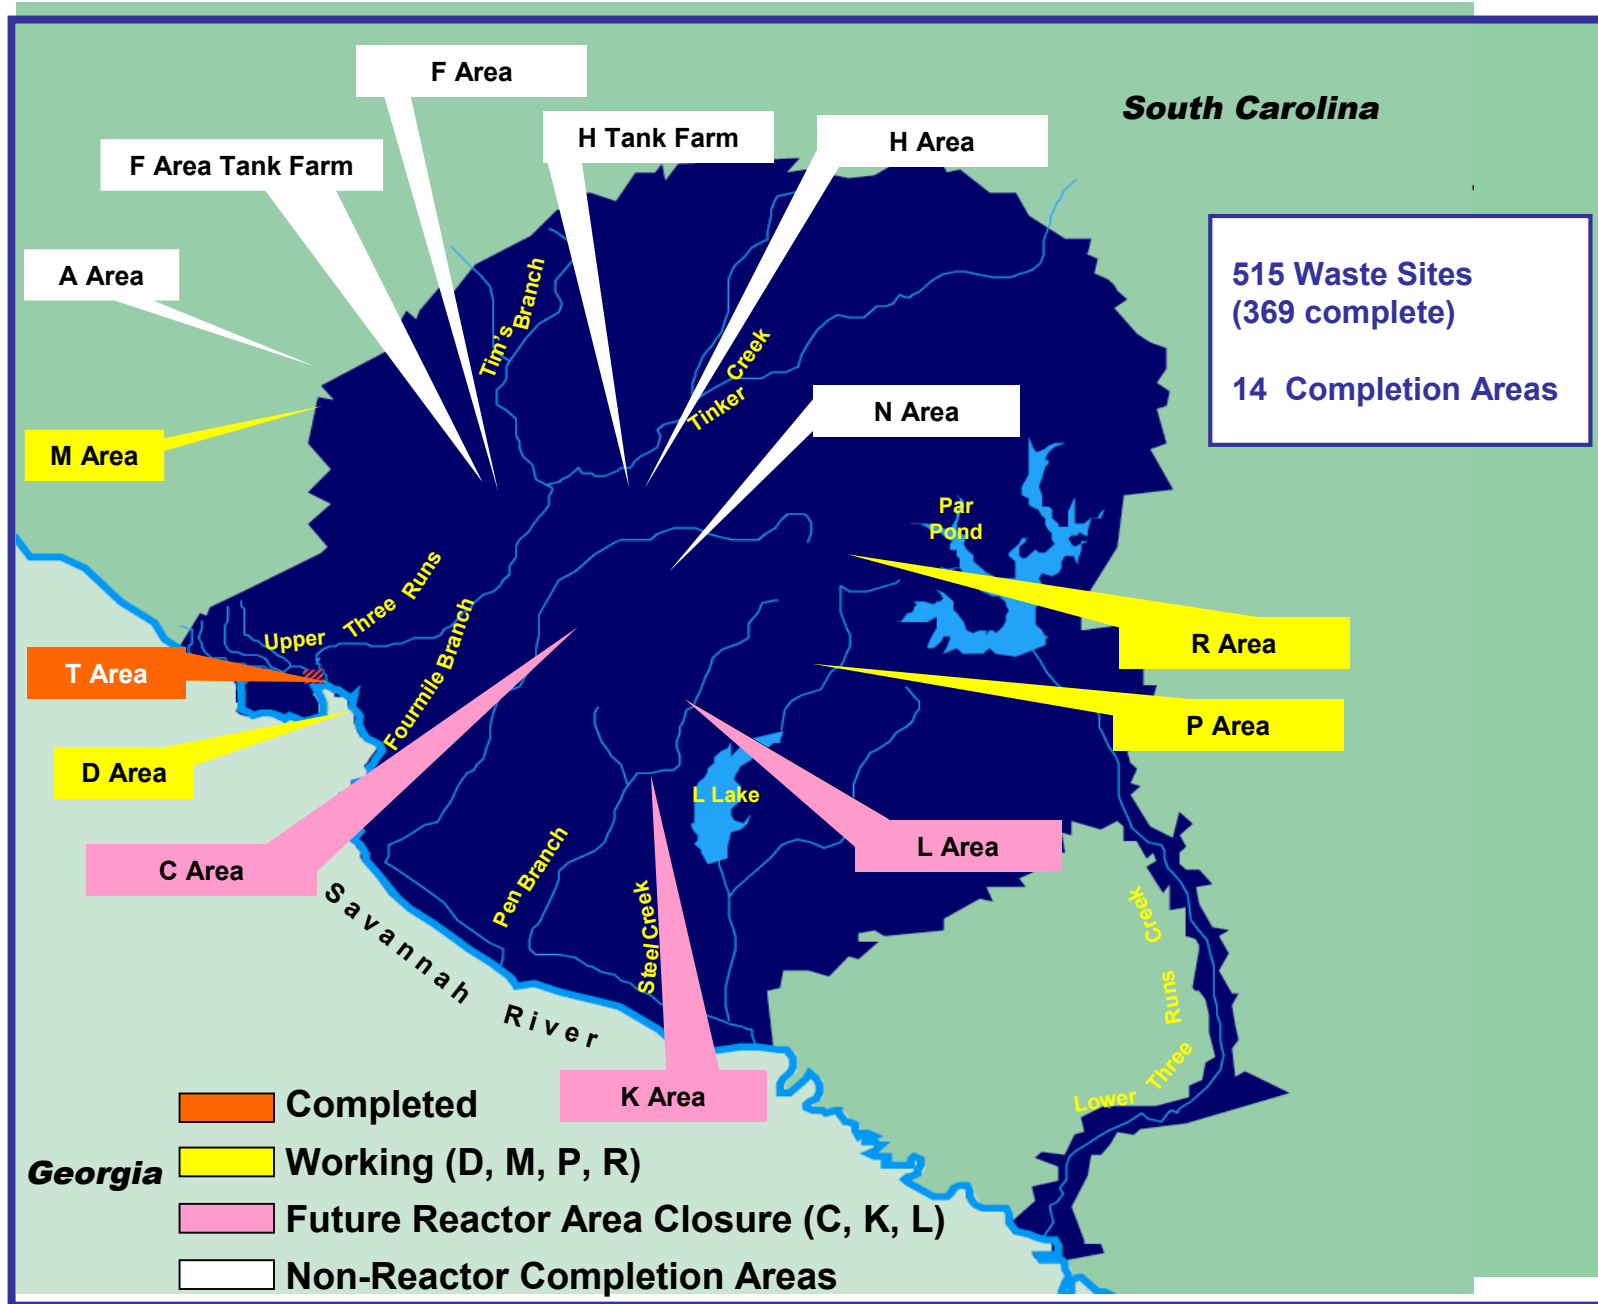 F Area
South Carolina
H Tank Farm
H Area
F Area Tank Farm
A Area
515 Waste Sites
(369 complete)
14 Completion Areas
Tim's Branch
Tinker Creek
N Area
M Area
Par
Pond
Upper Three Runs
Fourmile Branch
R Area
T Area
P Area
D Area
L Lake
C Area
L Area
Pen Branch
Steel Creek
Savannah River
Lower Three Runs Creek
K Area
Completed
Georgia
Working (D, M, P, R)
Future Reactor Area Closure (C, K, L)
Non-Reactor Completion Areas